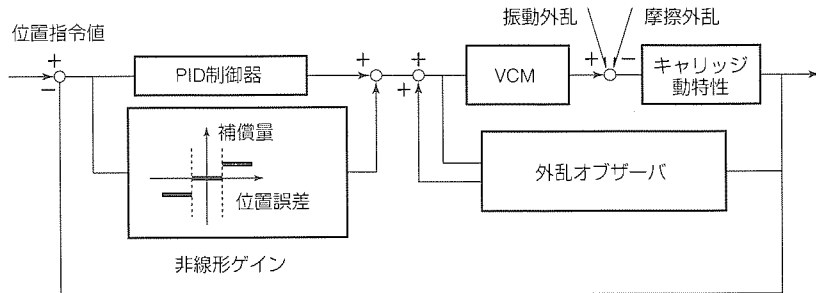 振動外乱
摩擦外乱
位置指令値
+
−
PID制御器
+
+
+
+
VCM
+
−
キャリッジ
動特性
補償量
位置誤差
非線形ゲイン
外乱オブザーバ